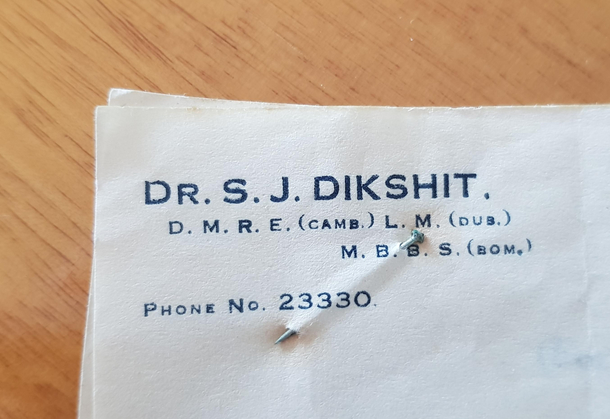 DR. S. J. DIKSHIT.
D. M. R. E. (CAMB.) L. M. (DUB.)
M. B. B. S. (BOM.)
PHONE NO. 23330.